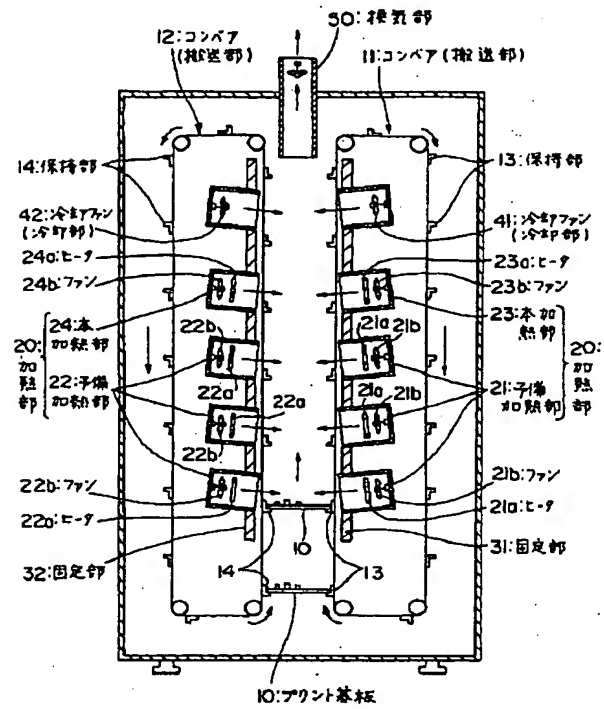 50:換気部
12:コンベア
(搬送部)
11:コンベア(搬送部)
14:保持部
13:保持部
42:冷却ファン
(冷却部)
41:冷却ファン
(冷却部)
24a:ヒータ
23a:ヒータ
24b:ファン
23b:ファン
24:本
加熱部
23:本加
熱部
20:
加
熱
部
20:
加
熱
部
22b
21a
21b
22:予備
加熱部
21:予備
加熱部
22a
22a
21a
21b
22b
22b:ファン
21b:ファン
22a:ヒータ
21a:ヒータ
10
32:固定部
31:固定部
14
13
10:プリント基板